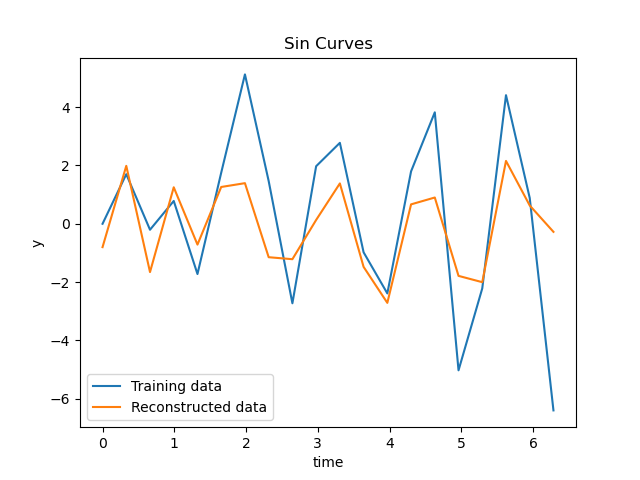 Sin Curves
y
4
2
0
−2
−4
−6
Training data
Reconstructed data
0 1 2 3 4 5 6
time